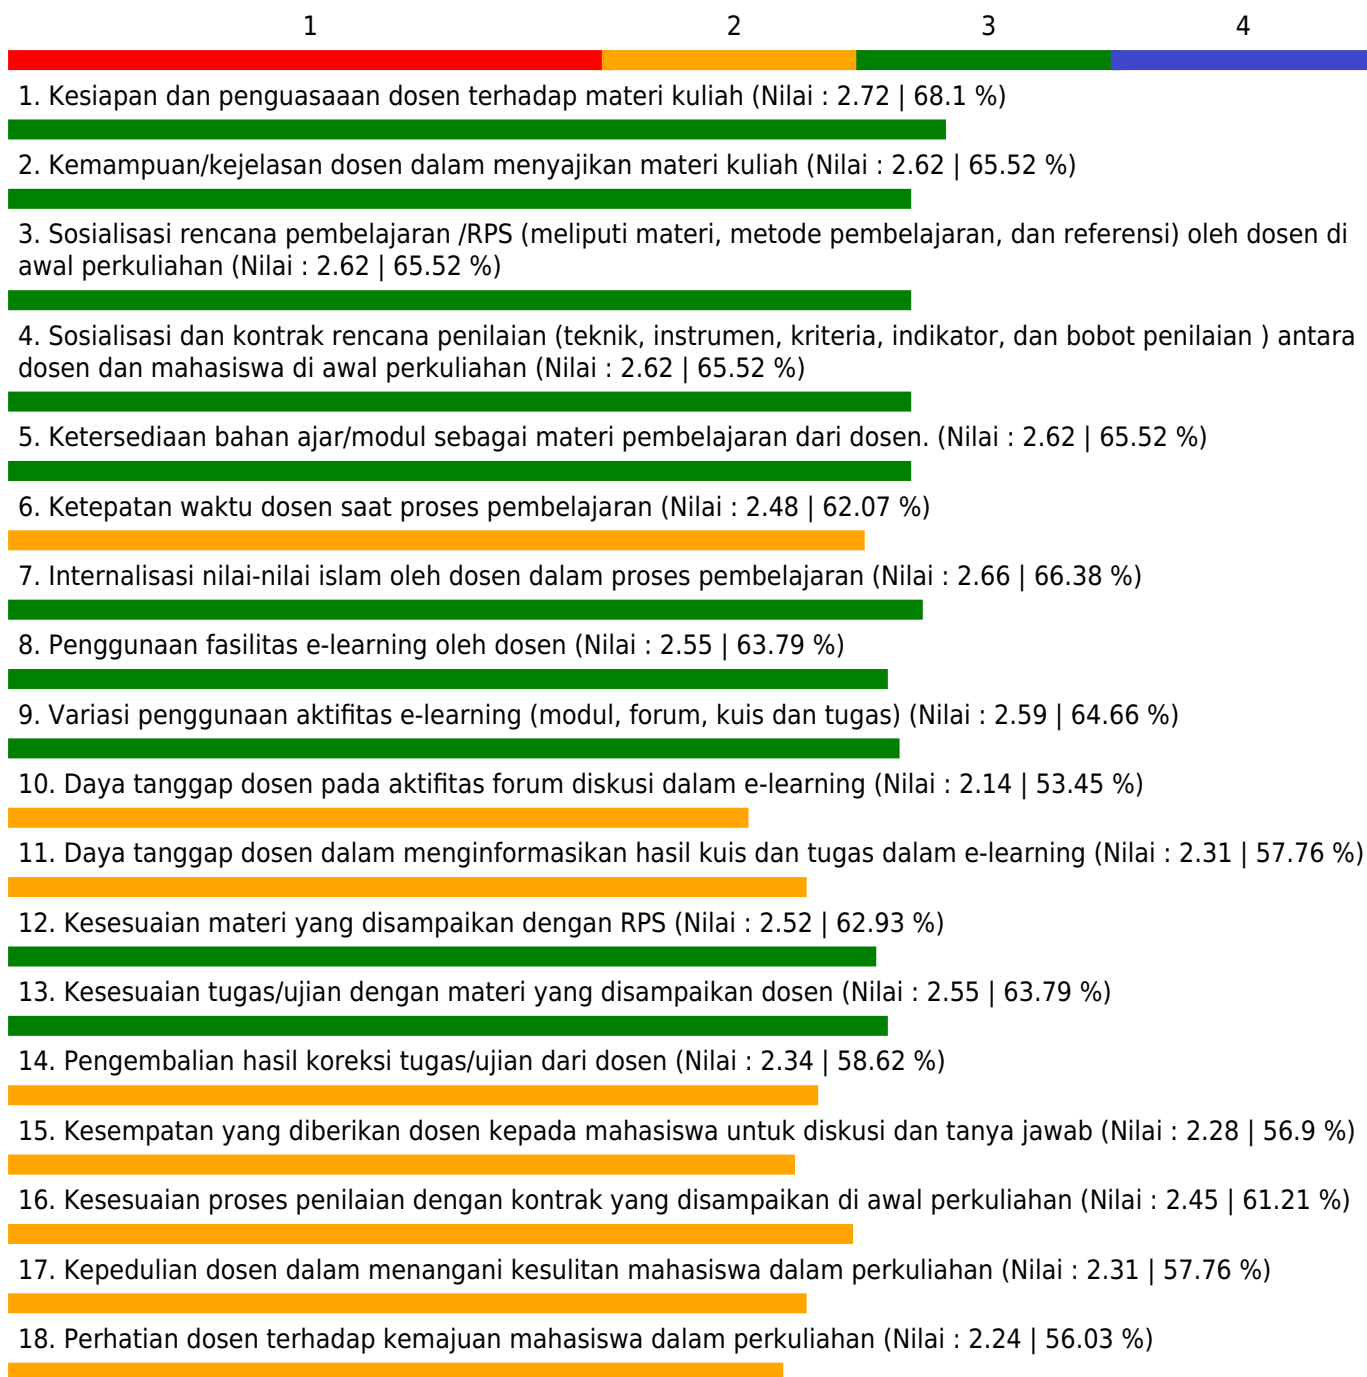 1 2 3 4
1. Kesiapan dan penguasaaan dosen terhadap materi kuliah (Nilai : 2.72 | 68.1 %)
2. Kemampuan/kejelasan dosen dalam menyajikan materi kuliah (Nilai : 2.62 | 65.52 %)
3. Sosialisasi rencana pembelajaran /RPS (meliputi materi, metode pembelajaran, dan referensi) oleh dosen di
awal perkuliahan (Nilai : 2.62 | 65.52 %)
4. Sosialisasi dan kontrak rencana penilaian (teknik, instrumen, kriteria, indikator, dan bobot penilaian ) antara
dosen dan mahasiswa di awal perkuliahan (Nilai : 2.62 | 65.52 %)
5. Ketersediaan bahan ajar/modul sebagai materi pembelajaran dari dosen. (Nilai : 2.62 | 65.52 %)
6. Ketepatan waktu dosen saat proses pembelajaran (Nilai : 2.48 | 62.07 %)
7. Internalisasi nilai-nilai islam oleh dosen dalam proses pembelajaran (Nilai : 2.66 | 66.38 %)
8. Penggunaan fasilitas e-learning oleh dosen (Nilai : 2.55 | 63.79 %)
9. Variasi penggunaan aktifitas e-learning (modul, forum, kuis dan tugas) (Nilai : 2.59 | 64.66 %)
10. Daya tanggap dosen pada aktifitas forum diskusi dalam e-learning (Nilai : 2.14 | 53.45 %)
11. Daya tanggap dosen dalam menginformasikan hasil kuis dan tugas dalam e-learning (Nilai : 2.31 | 57.76 %)
12. Kesesuaian materi yang disampaikan dengan RPS (Nilai : 2.52 | 62.93 %)
13. Kesesuaian tugas/ujian dengan materi yang disampaikan dosen (Nilai : 2.55 | 63.79 %)
14. Pengembalian hasil koreksi tugas/ujian dari dosen (Nilai : 2.34 | 58.62 %)
15. Kesempatan yang diberikan dosen kepada mahasiswa untuk diskusi dan tanya jawab (Nilai : 2.28 | 56.9 %)
16. Kesesuaian proses penilaian dengan kontrak yang disampaikan di awal perkuliahan (Nilai : 2.45 | 61.21 %)
17. Kepedulian dosen dalam menangani kesulitan mahasiswa dalam perkuliahan (Nilai : 2.31 | 57.76 %)
18. Perhatian dosen terhadap kemajuan mahasiswa dalam perkuliahan (Nilai : 2.24 | 56.03 %)